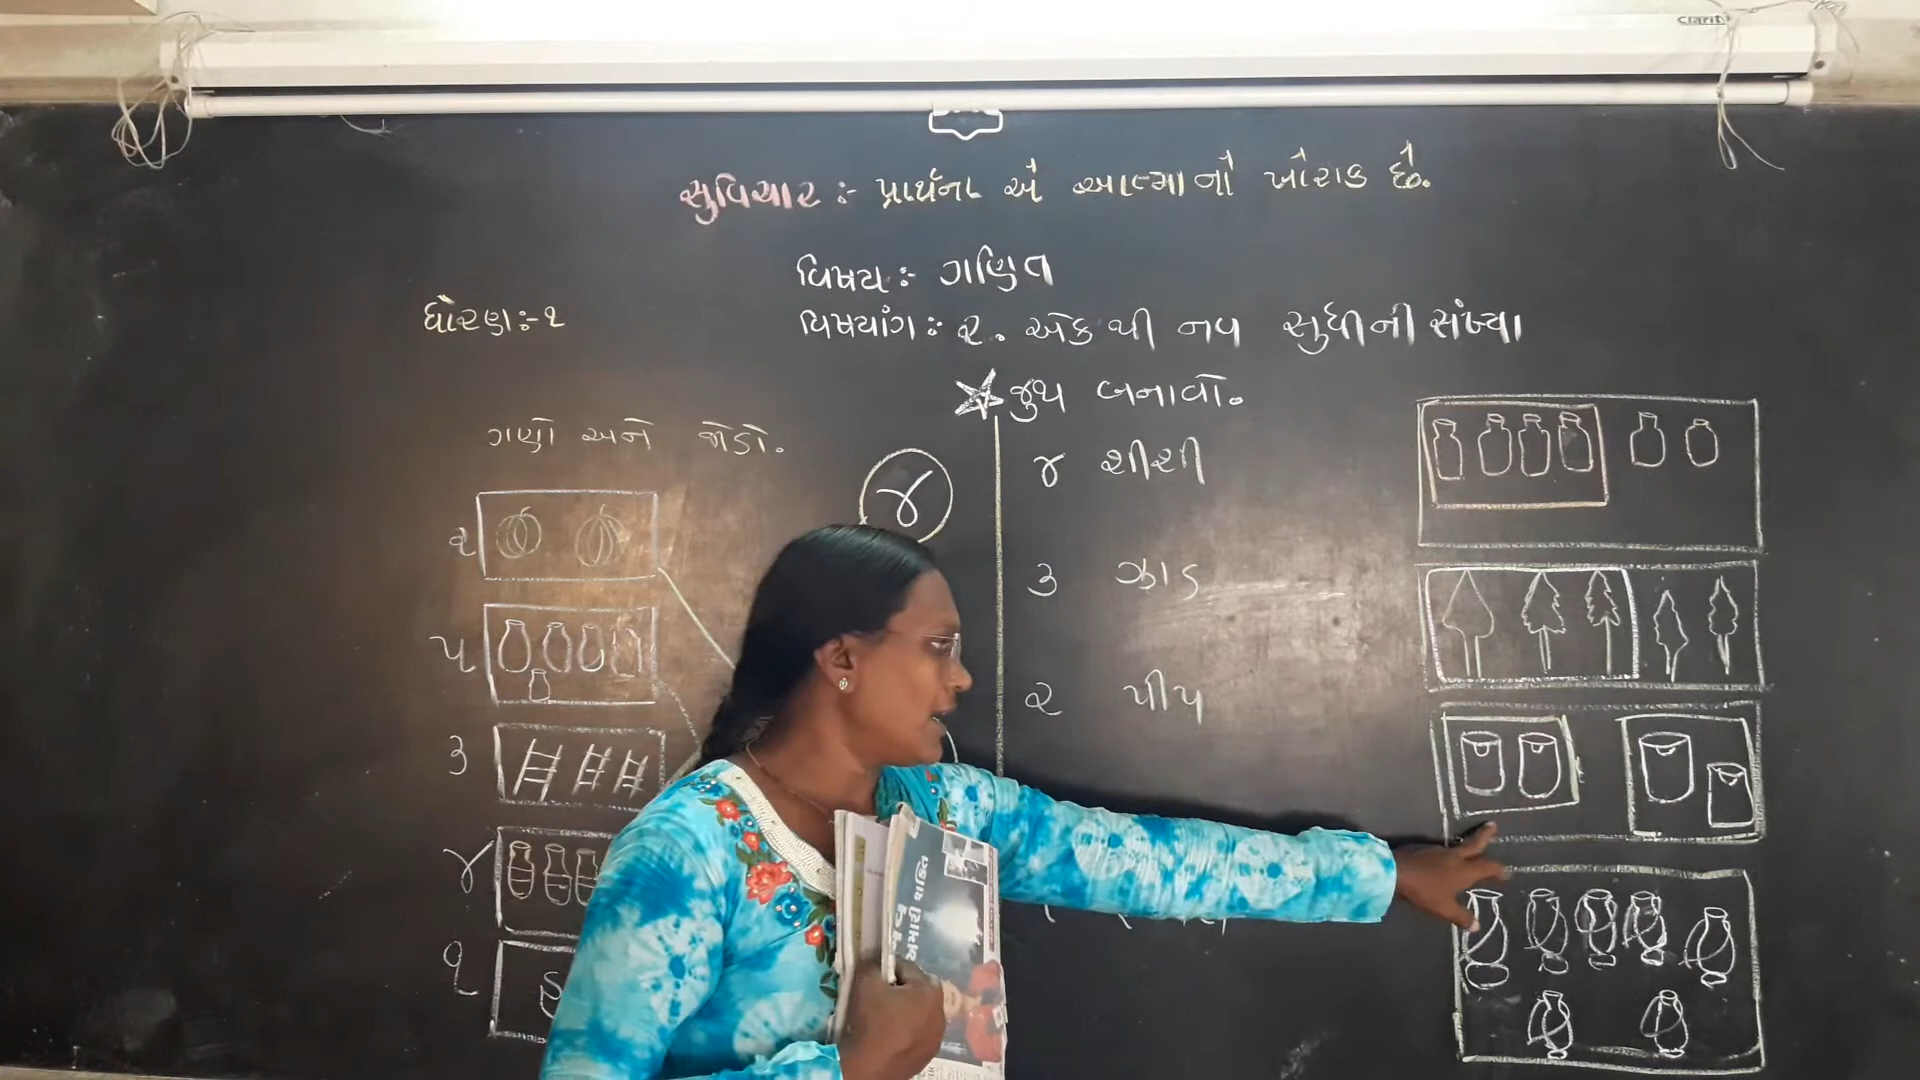 clarity
સુવિચાર :- પ્રાર્થના એ આત્માનો ખોરાક છે.
વિષય :- ગણિત
ધોરણ :- ૧
વિષયાંગ :- ૨. એક થી નવ સુધીની સંખ્યા
જુથ બનાવો.
ગણો અને જોડો.
૪
૪ શીશી
૨
૩ ઝાડ
૫
૨ પીપ
૩
૪
૧